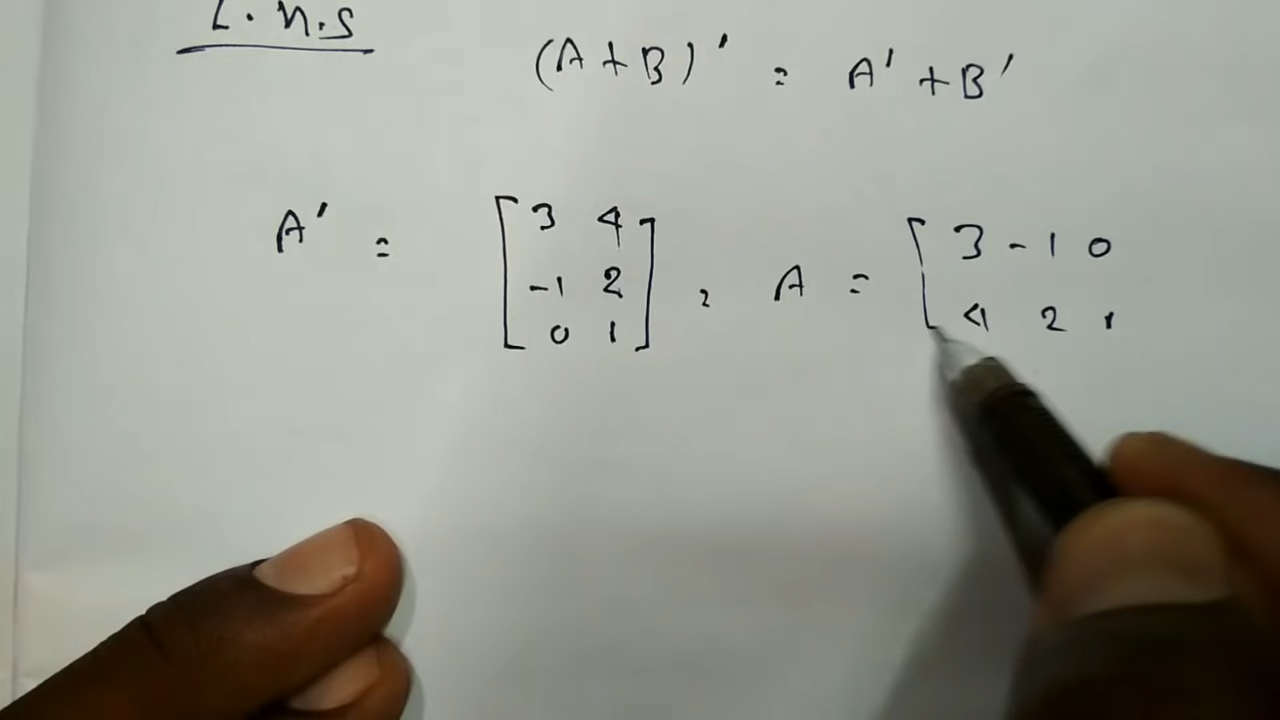 L.H.S
(A+B)' = A' + B'
A' = [3 4 -1 2 0 1], A = [3 -1 0
4 2 1